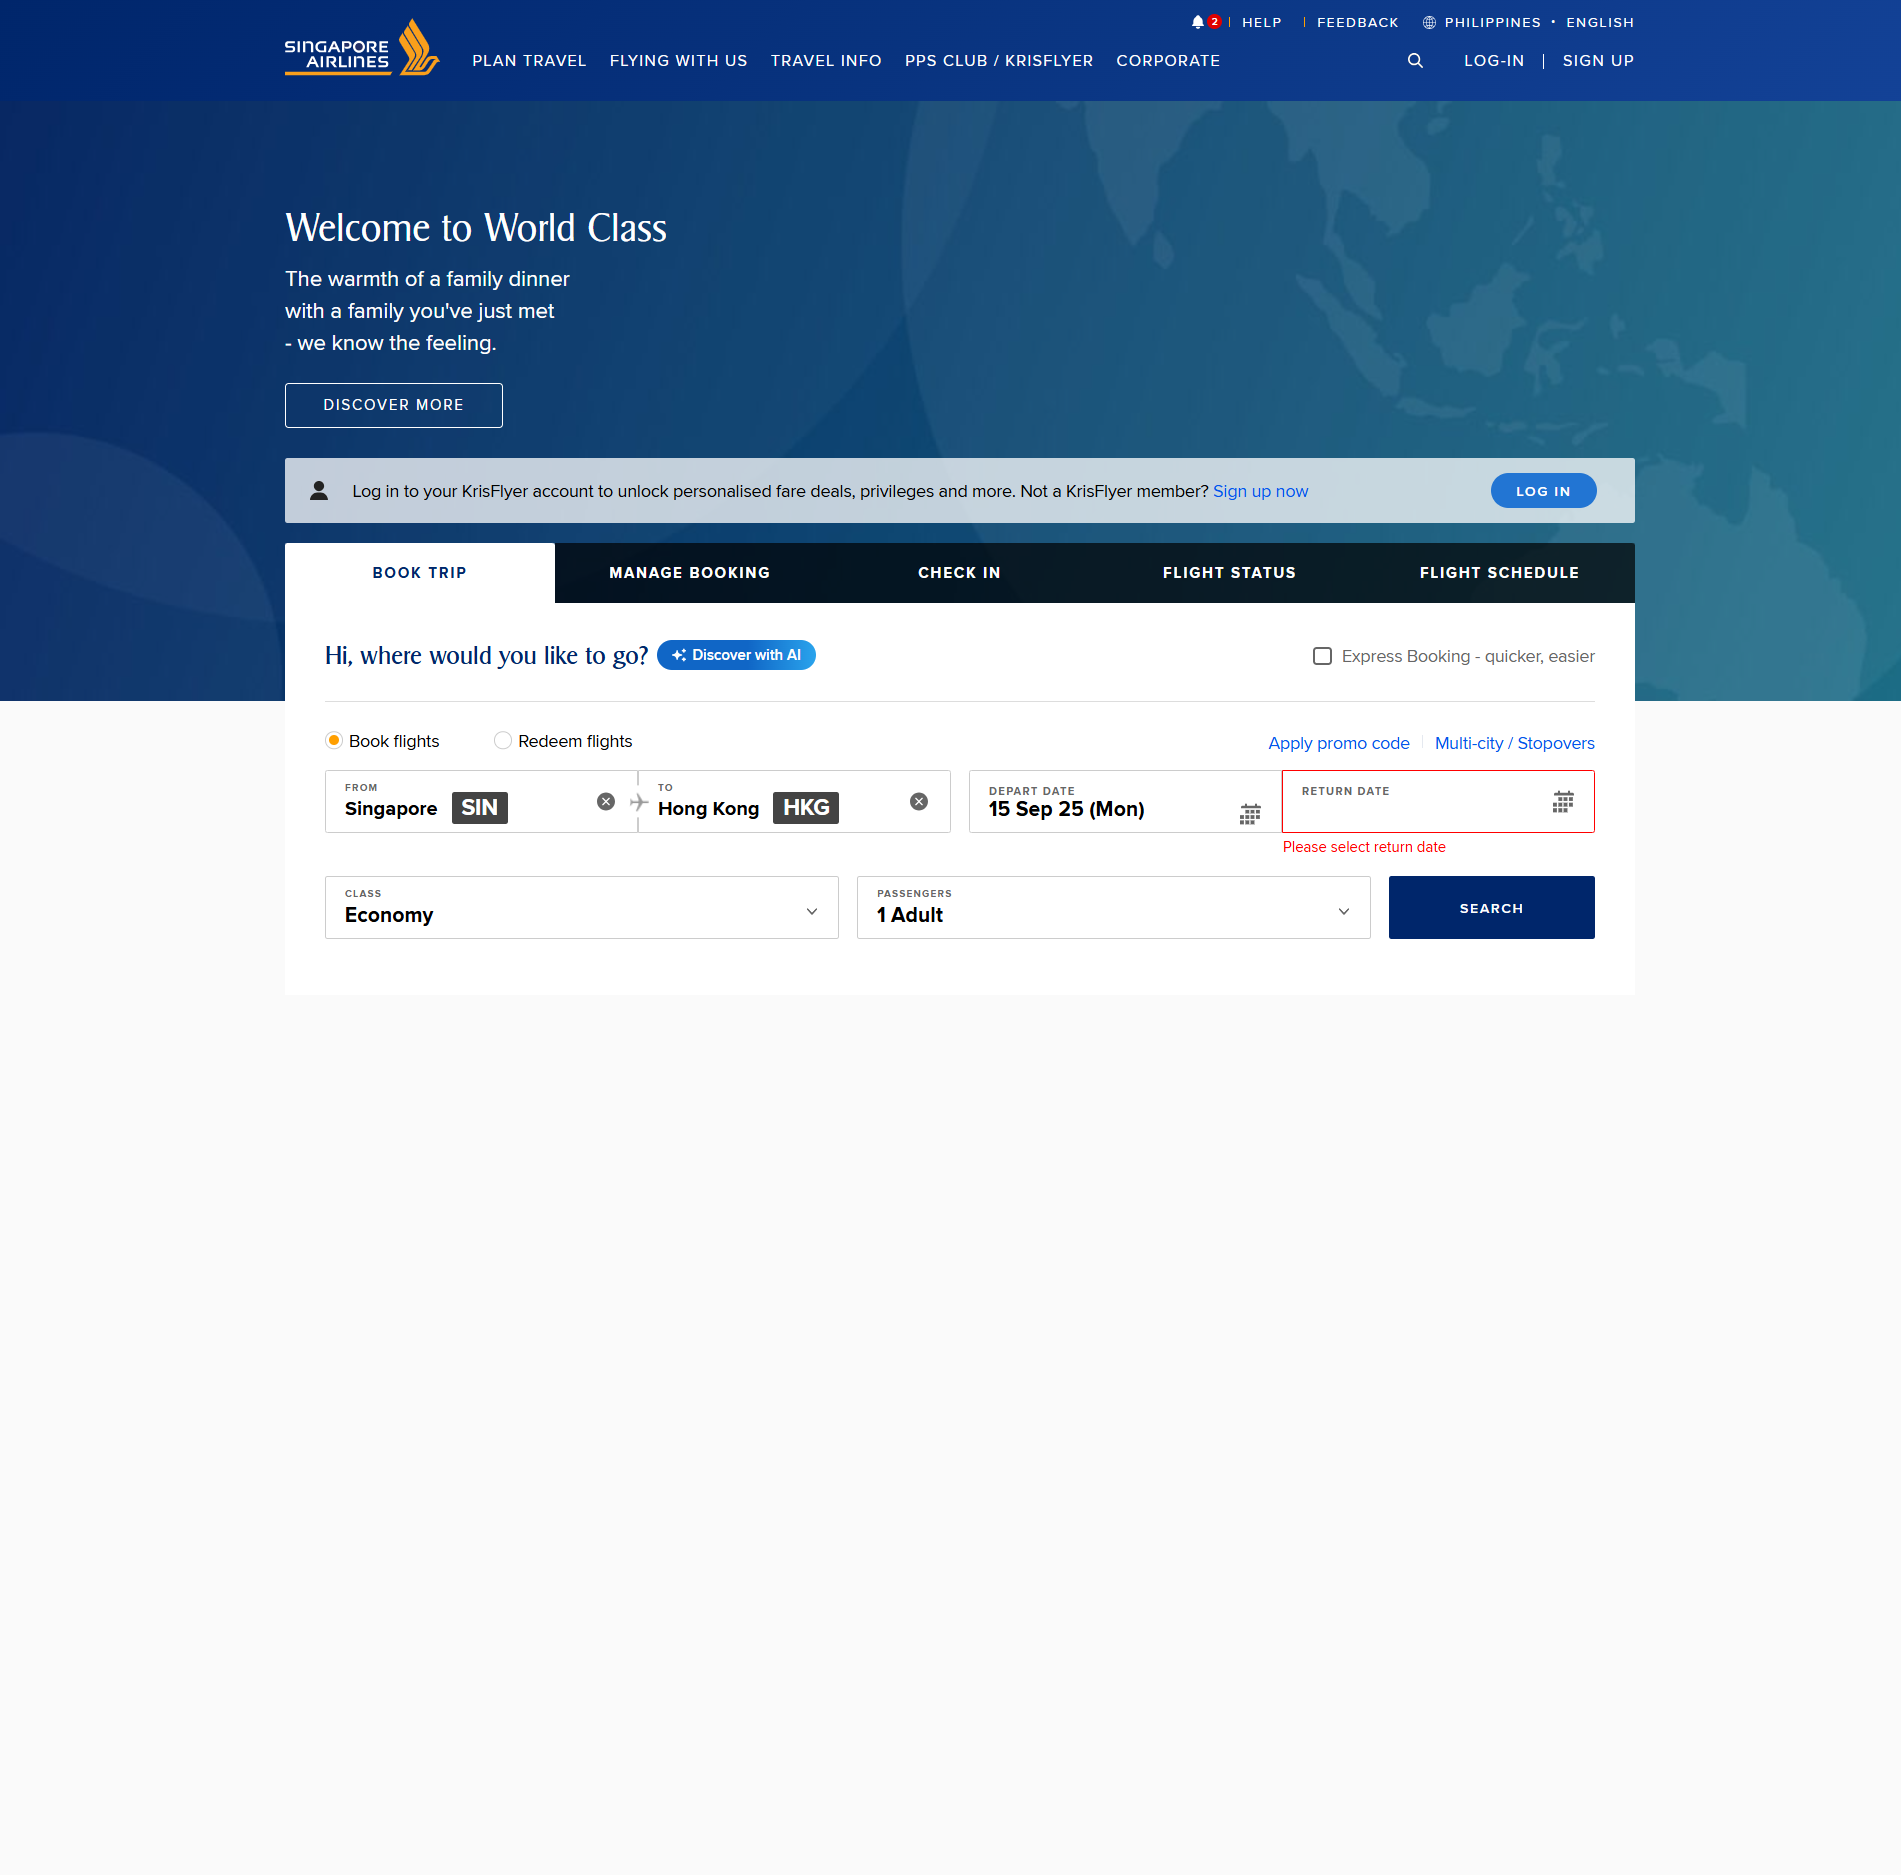 2
HELP
FEEDBACK
PHILIPPINES • ENGLISH
SINGAPORE
AIRLINES
PLAN TRAVEL
FLYING WITH US
TRAVEL INFO
PPS CLUB / KRISFLYER
CORPORATE
LOG-IN
SIGN UP
Welcome to World Class
The warmth of a family dinner
with a family you've just met
- we know the feeling.
DISCOVER MORE
Log in to your KrisFlyer account to unlock personalised fare deals, privileges and more. Not a KrisFlyer member? Sign up now
LOG IN
BOOK TRIP
MANAGE BOOKING
CHECK IN
FLIGHT STATUS
FLIGHT SCHEDULE
Hi, where would you like to go?
Discover with AI
Express Booking - quicker, easier
Book flights
Redeem flights
Apply promo code
Multi-city / Stopovers
FROM
Singapore SIN
TO
Hong Kong HKG
DEPART DATE
15 Sep 25 (Mon)
RETURN DATE
Please select return date
CLASS
Economy
PASSENGERS
1 Adult
SEARCH